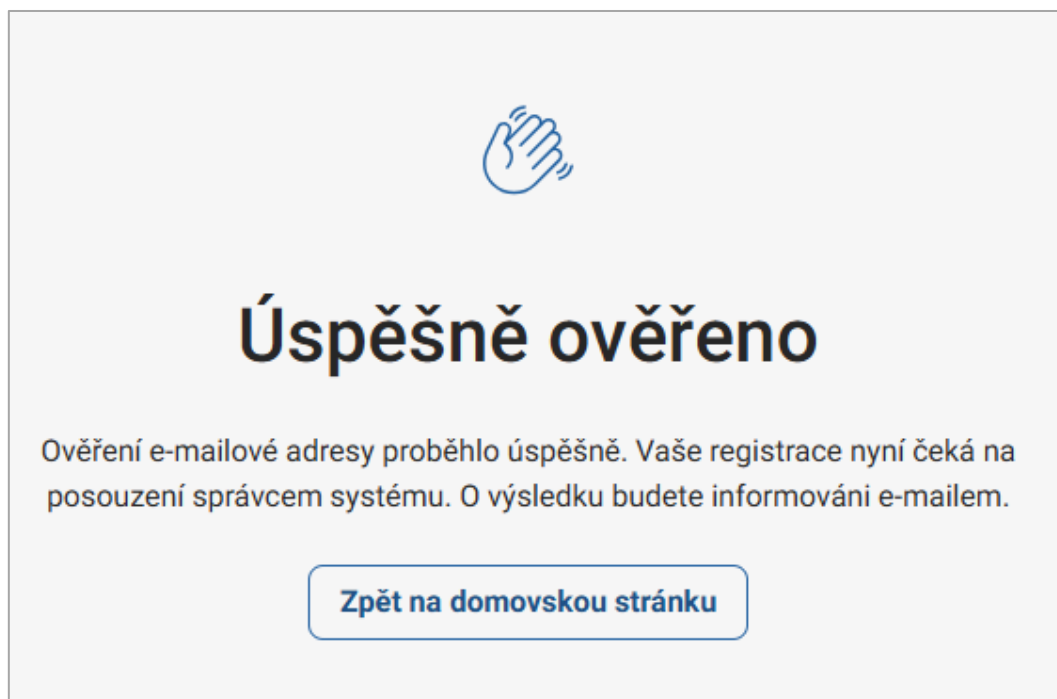 Úspěšně ověřeno
Ověření e-mailové adresy proběhlo úspěšně. Vaše registrace nyní čeká na
posouzení správcem systému. O výsledku budete informováni e-mailem.
Zpět na domovskou stránku